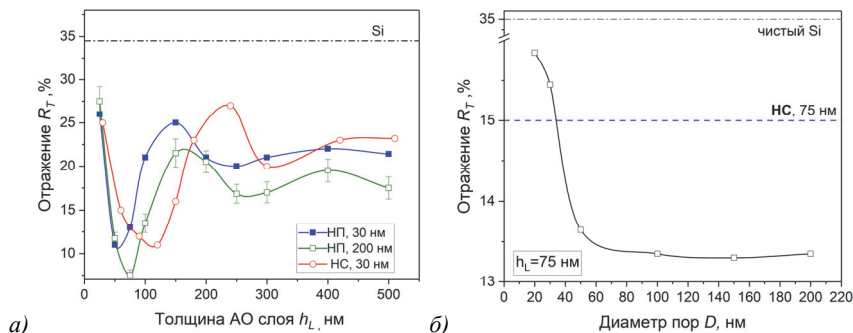 Si
35
30
25
20
15
10
Отражение R_T, %
НП, 30 нм
НП, 200 нм
НС, 30 нм
0 100 200 300 400 500
Толщина АО слоя h_L, нм
а)
35
чистый Si
НС, 75 нм
15
14
13
Отражение R_T, %
h_L=75 нм
0 20 40 60 80 100 120 140 160 180 200 220
Диаметр пор D, нм
б)